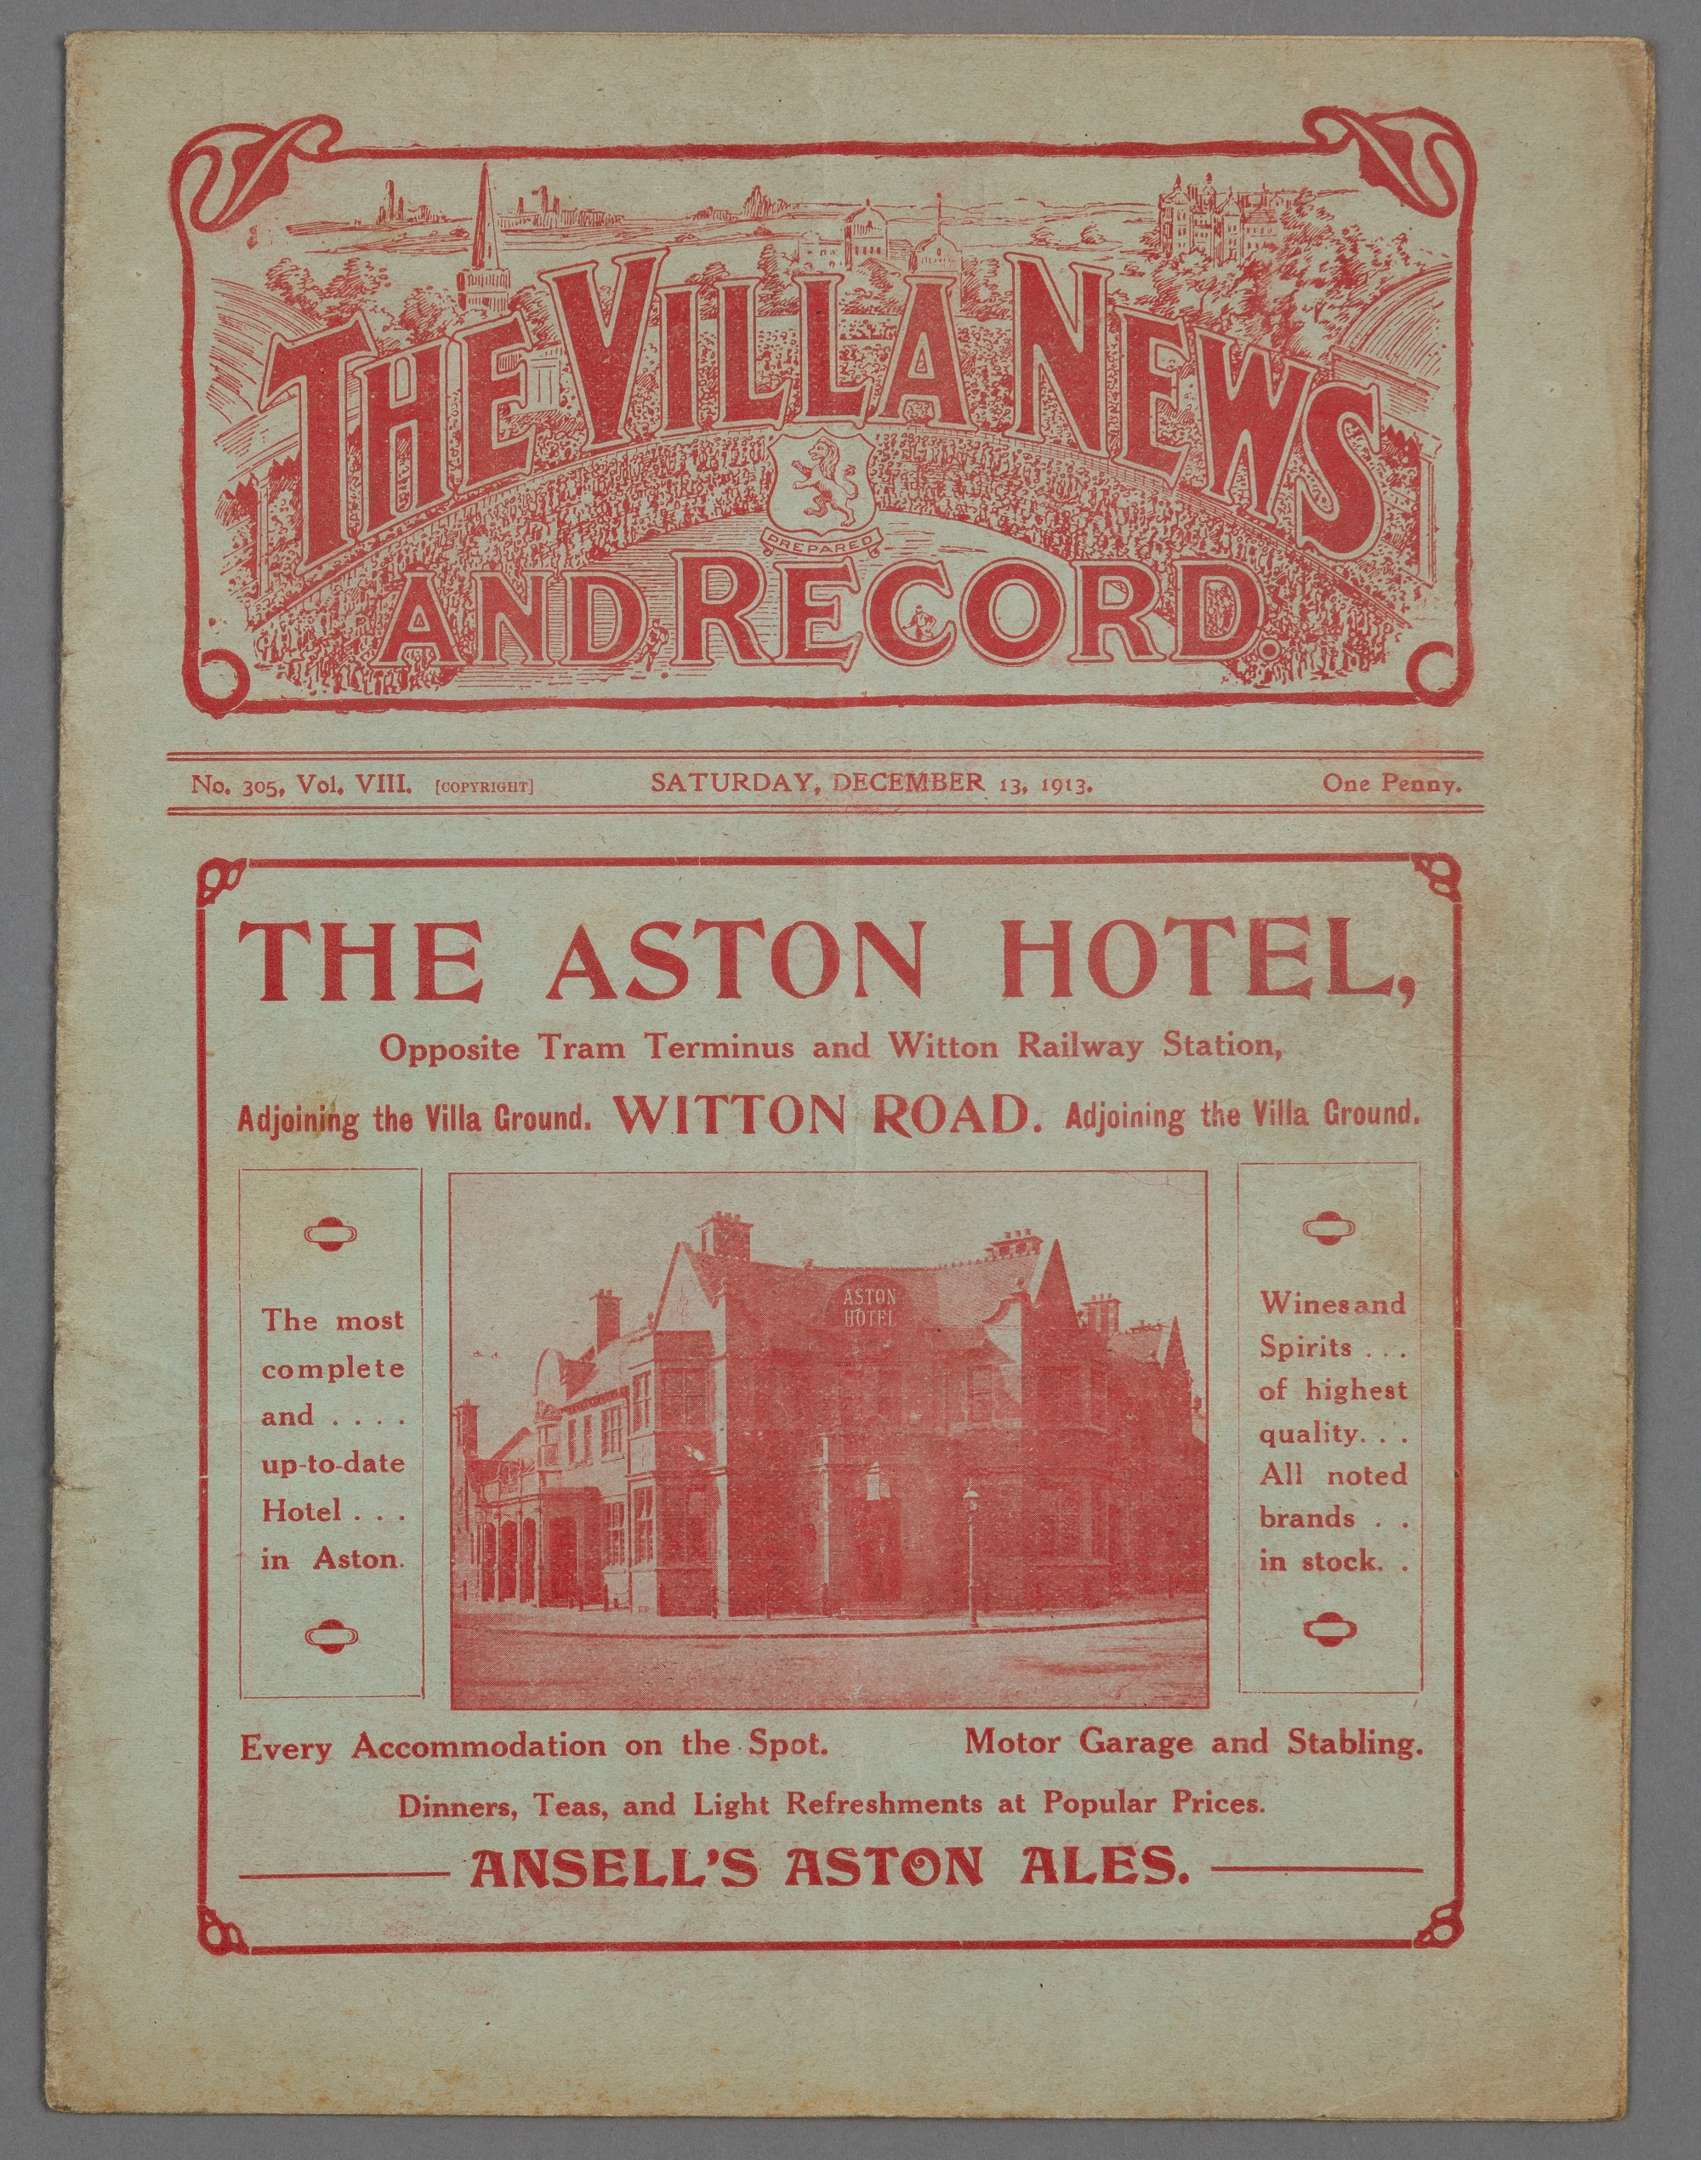 THE VILLA NEWS
PREPARED
AND RECORD.
No. 305, Vol. VIII. [COPYRIGHT] SATURDAY, DECEMBER 13, 1913. One Penny.
THE ASTON HOTEL,
Opposite Tram Terminus and Witton Railway Station,
Adjoining the Villa Ground. WITTON ROAD. Adjoining the Villa Ground.
The most
complete
and . . . .
up-to-date
Hotel . . .
in Aston.
ASTON
HOTEL
Wines and
Spirits . . .
of highest
quality. . .
All noted
brands . .
in stock. .
Every Accommodation on the Spot. Motor Garage and Stabling.
Dinners, Teas, and Light Refreshments at Popular Prices.
ANSELL'S ASTON ALES.